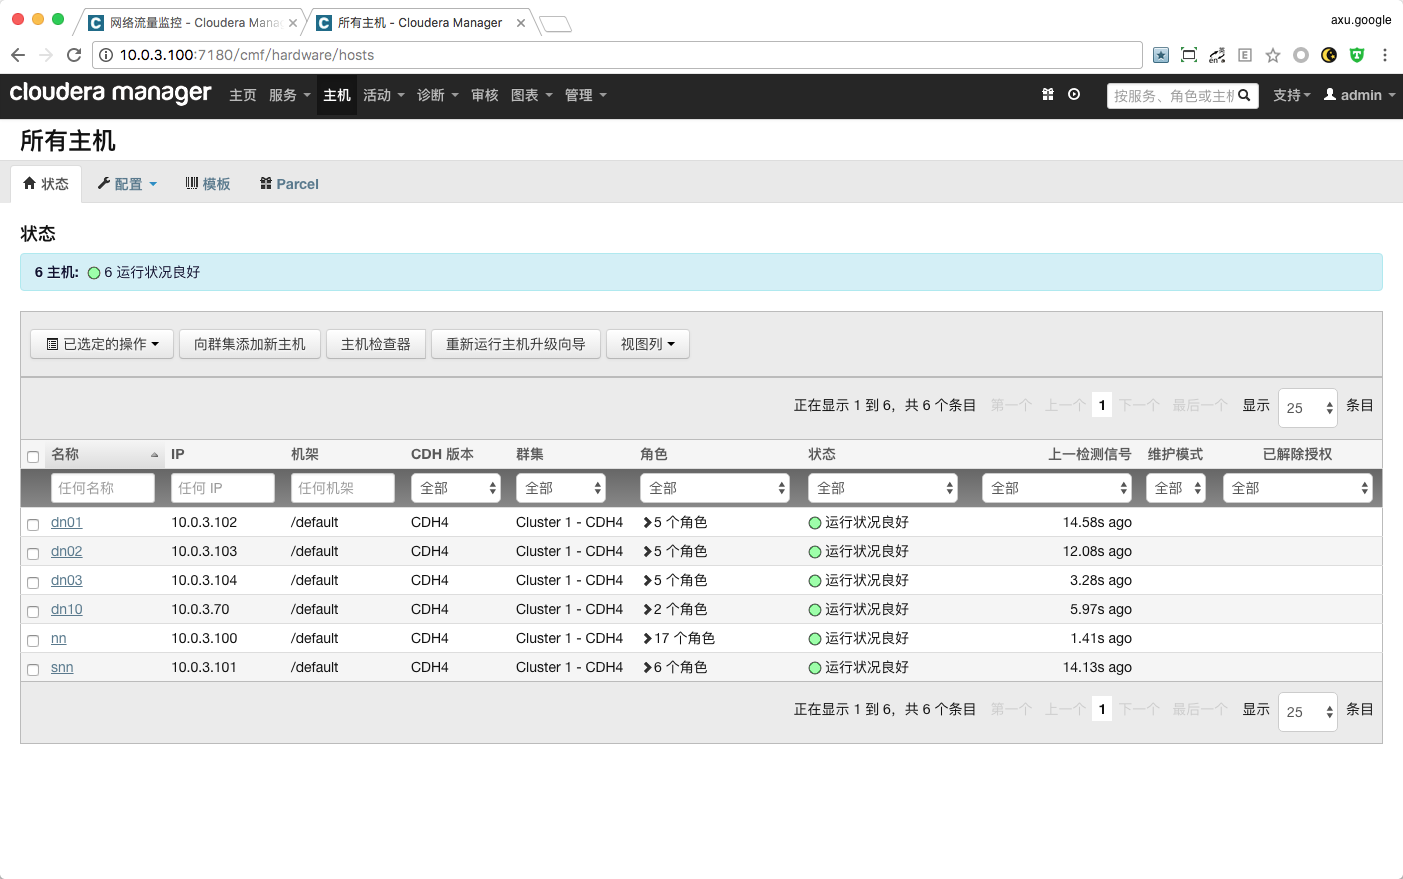 网络流量监控 - Cloudera Mana
所有主机 - Cloudera Manager
axu.google
10.0.3.100:7180/cmf/hardware/hosts
cloudera manager 主页 服务 主机 活动 诊断 审核 图表 管理 按服务、角色或主机 支持 admin
所有主机
状态 配置 模板 Parcel
状态
6 主机: 6 运行状况良好
已选定的操作 向群集添加新主机 主机检查器 重新运行主机升级向导 视图列
正在显示 1 到 6，共 6 个条目 第一个 上一个 1 下一个 最后一个 显示 25 条目
名称 IP 机架 CDH 版本 群集 角色 状态 上一检测信号 维护模式 已解除授权
任何名称 任何 IP 任何机架 全部 全部 全部 全部 全部 全部 全部
dn01 10.0.3.102 /default CDH4 Cluster 1 - CDH4 5 个角色 运行状况良好 14.58s ago
dn02 10.0.3.103 /default CDH4 Cluster 1 - CDH4 5 个角色 运行状况良好 12.08s ago
dn03 10.0.3.104 /default CDH4 Cluster 1 - CDH4 5 个角色 运行状况良好 3.28s ago
dn10 10.0.3.70 /default CDH4 Cluster 1 - CDH4 2 个角色 运行状况良好 5.97s ago
nn 10.0.3.100 /default CDH4 Cluster 1 - CDH4 17 个角色 运行状况良好 1.41s ago
snn 10.0.3.101 /default CDH4 Cluster 1 - CDH4 6 个角色 运行状况良好 14.13s ago
正在显示 1 到 6，共 6 个条目 第一个 上一个 1 下一个 最后一个 显示 25 条目